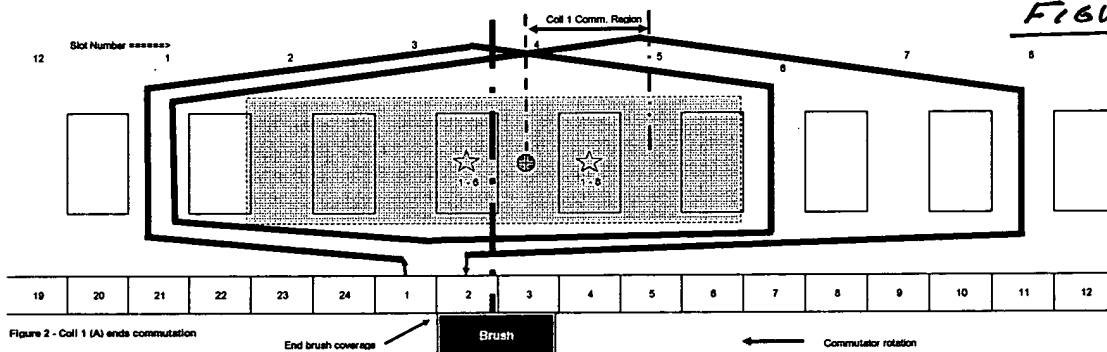 FIGU
Coil 1 Comm. Region
Slot Number ======>
12 1 2 3 4 5 6 7 8
1 - 6 1 - 8
19 20 21 22 23 24 1 2 3 4 5 6 7 8 9 10 11 12
Figure 2 - Coil 1 (A) ends commutation
End brush coverage
Brush
Commutator rotation